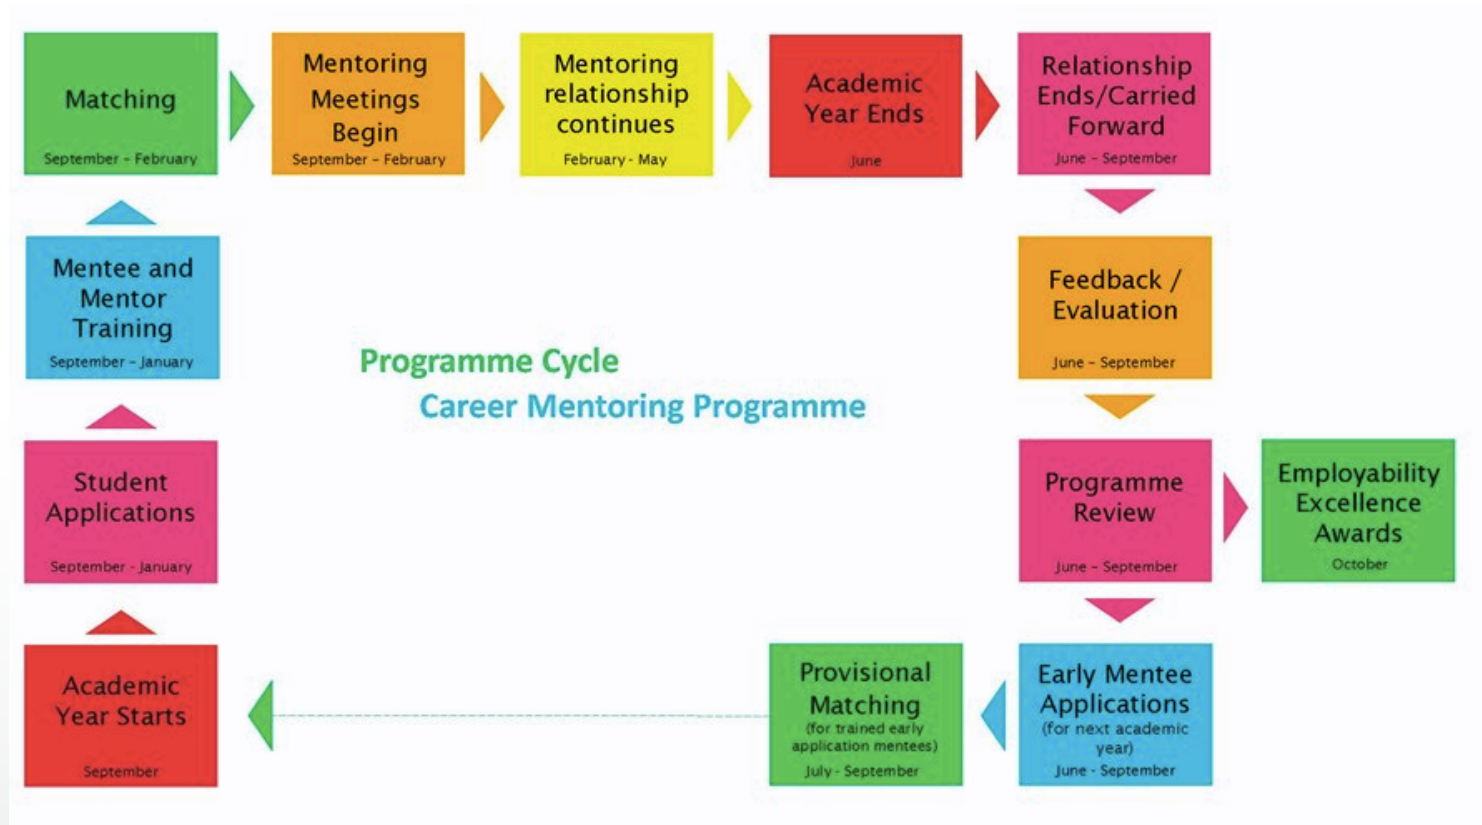 Matching
September – February
Mentoring
Meetings
Begin
September – February
Mentoring
relationship
continues
February - May
Academic
Year Ends
June
Relationship
Ends/Carried
Forward
June – September
Feedback /
Evaluation
June – September
Programme
Review
June – September
Employability
Excellence
Awards
October
Early Mentee
Applications
(for next academic
year)
June - September
Provisional
Matching
(for trained early
application mentees)
July - September
Academic
Year Starts
September
Student
Applications
September - January
Mentee and
Mentor
Training
September – January
Programme Cycle
Career Mentoring Programme